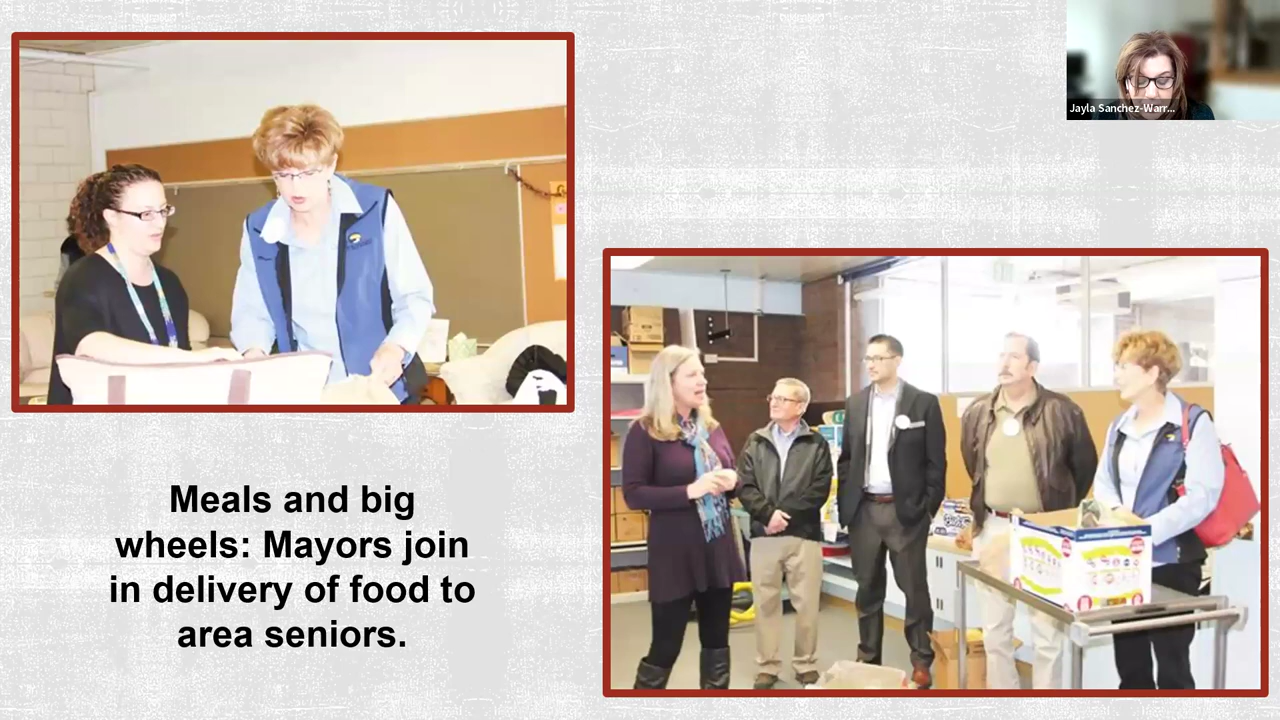 Jayla Sanchez-Warr...
Meals and big
wheels: Mayors join
in delivery of food to
area seniors.